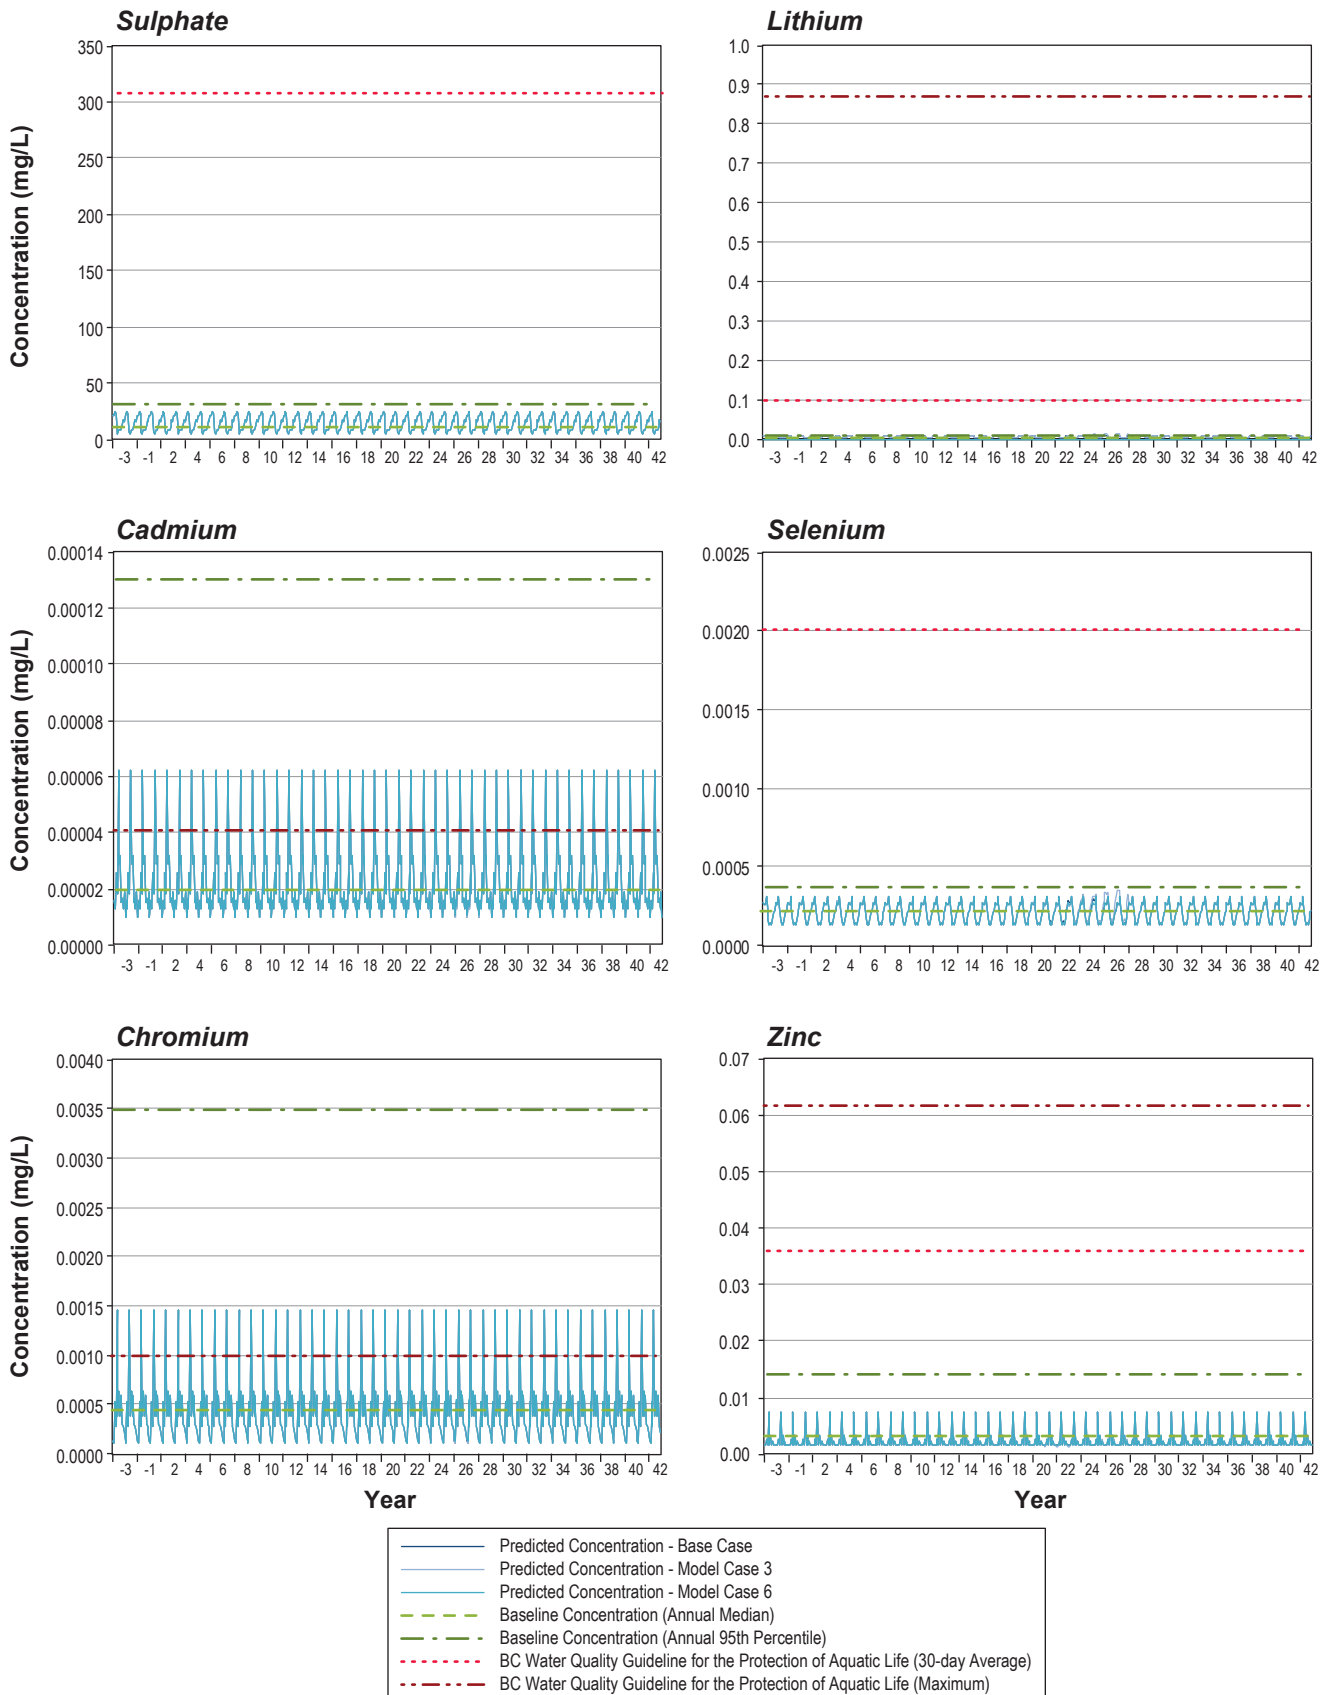 Sulphate
Concentration (mg/L)
350
300
250
200
150
100
50
0
-3 -1 2 4 6 8 10 12 14 16 18 20 22 24 26 28 30 32 34 36 38 40 42
Lithium
1.0
0.9
0.8
0.7
0.6
0.5
0.4
0.3
0.2
0.1
0.0
-3 -1 2 4 6 8 10 12 14 16 18 20 22 24 26 28 30 32 34 36 38 40 42
Cadmium
Concentration (mg/L)
0.00014
0.00012
0.00010
0.00008
0.00006
0.00004
0.00002
0.00000
-3 -1 2 4 6 8 10 12 14 16 18 20 22 24 26 28 30 32 34 36 38 40 42
Selenium
0.0025
0.0020
0.0015
0.0010
0.0005
0.0000
-3 -1 2 4 6 8 10 12 14 16 18 20 22 24 26 28 30 32 34 36 38 40 42
Chromium
Concentration (mg/L)
0.0040
0.0035
0.0030
0.0025
0.0020
0.0015
0.0010
0.0005
0.0000
-3 -1 2 4 6 8 10 12 14 16 18 20 22 24 26 28 30 32 34 36 38 40 42
Year
Zinc
0.07
0.06
0.05
0.04
0.03
0.02
0.01
0.00
-3 -1 2 4 6 8 10 12 14 16 18 20 22 24 26 28 30 32 34 36 38 40 42
Year
Predicted Concentration - Base Case
Predicted Concentration - Model Case 3
Predicted Concentration - Model Case 6
Baseline Concentration (Annual Median)
Baseline Concentration (Annual 95th Percentile)
BC Water Quality Guideline for the Protection of Aquatic Life (30-day Average)
BC Water Quality Guideline for the Protection of Aquatic Life (Maximum)